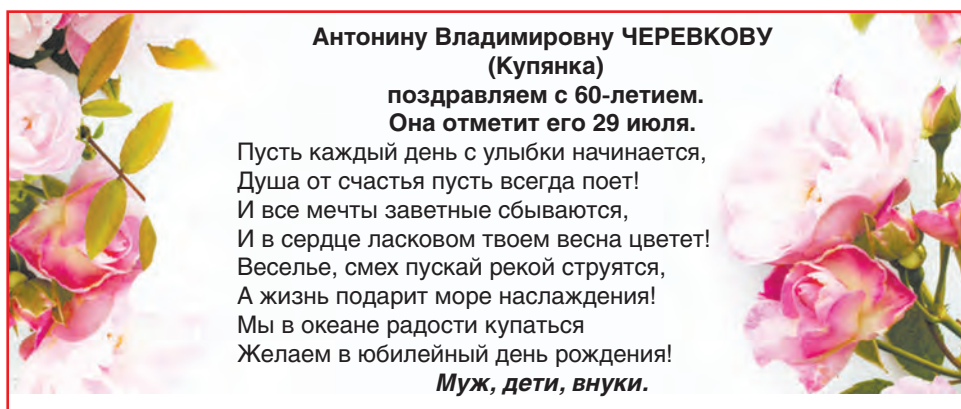 Антонину Владимировну ЧЕРЕВКОВУ
(Купянка)
поздравляем с 60-летием.
Она отметит его 29 июля.
Пусть каждый день с улыбки начинается,
Душа от счастья пусть всегда поет!
И все мечты заветные сбываются,
И в сердце ласковом твоем весна цветет!
Веселье, смех пускай рекой струятся,
А жизнь подарит море наслаждения!
Мы в океане радости купаться
Желаем в юбилейный день рождения!
Муж, дети, внуки.